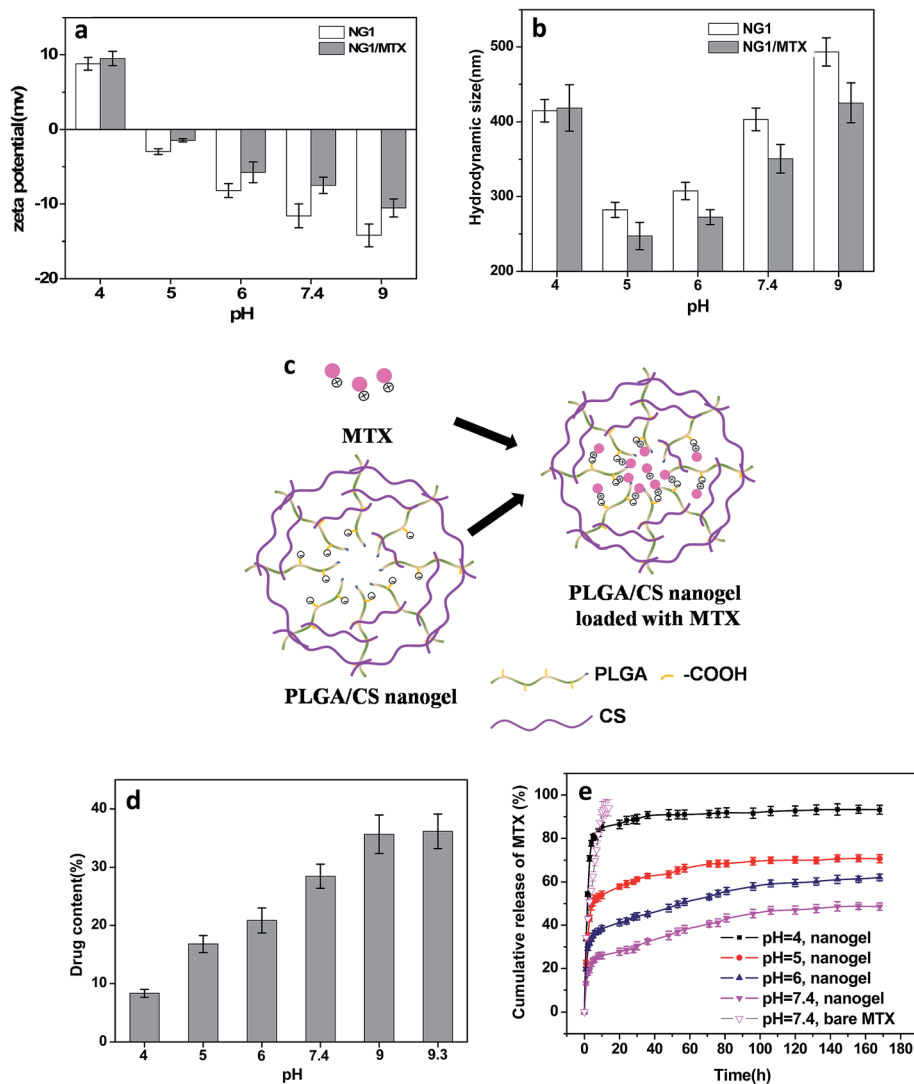 a
NG1
NG1/MTX
zeta potential(mv)
10
0
-10
-20
4 5 6 7.4 9
pH
b
NG1
NG1/MTX
Hydrodynamic size(nm)
500
400
300
200
4 5 6 7.4 9
pH
c
MTX
PLGA/CS nanogel
PLGA/CS nanogel
loaded with MTX
PLGA -COOH
CS
d
Drug content(%)
40
30
20
10
0
4 5 6 7.4 9 9.3
pH
e
Cumulative release of MTX (%)
100
80
60
40
20
0
pH=4, nanogel
pH=5, nanogel
pH=6, nanogel
pH=7.4, nanogel
pH=7.4, bare MTX
0 20 40 60 80 100 120 140 160 180
Time(h)